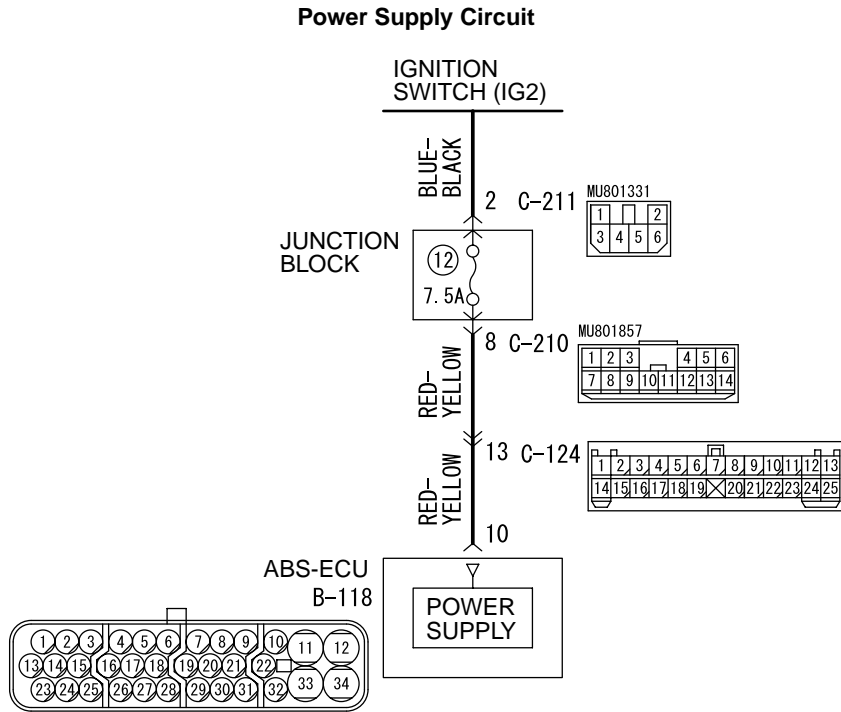 Power Supply Circuit
IGNITION
SWITCH (IG2)
BLUE-
BLACK
2 C-211 MU801331
1 2
3 4 5 6
JUNCTION
BLOCK
12
7.5A
8 C-210 MU801857
1 2 3 4 5 6
7 8 9 10 11 12 13 14
RED-
YELLOW
13 C-124
1 2 3 4 5 6 7 8 9 10 11 12 13
14 15 16 17 18 19 20 21 22 23 24 25
RED-
YELLOW
10
ABS-ECU
B-118
POWER
SUPPLY
1 2 3 4 5 6 7 8 9 10 11 12
13 14 15 16 17 18 19 20 21 22
23 24 25 26 27 28 29 30 31 32 33 34